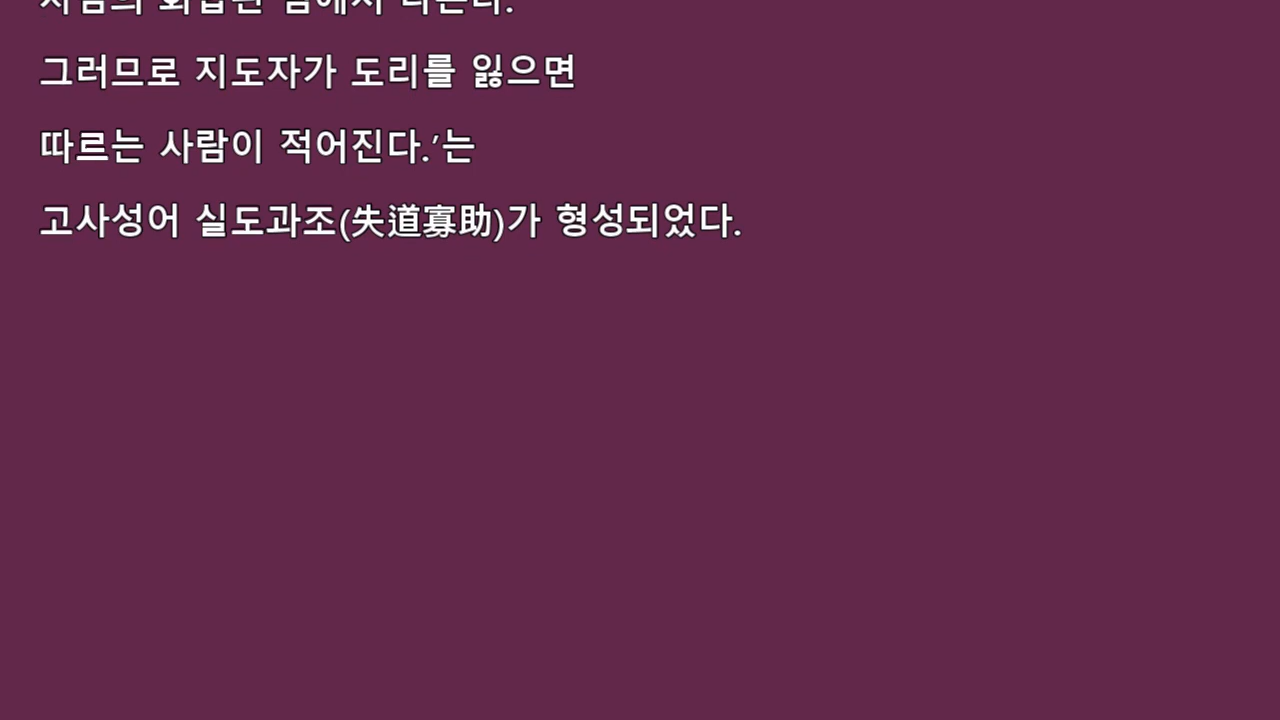 그러므로 지도자가 도리를 잃으면
따르는 사람이 적어진다.’는
고사성어 실도과조(失道寡助)가 형성되었다.